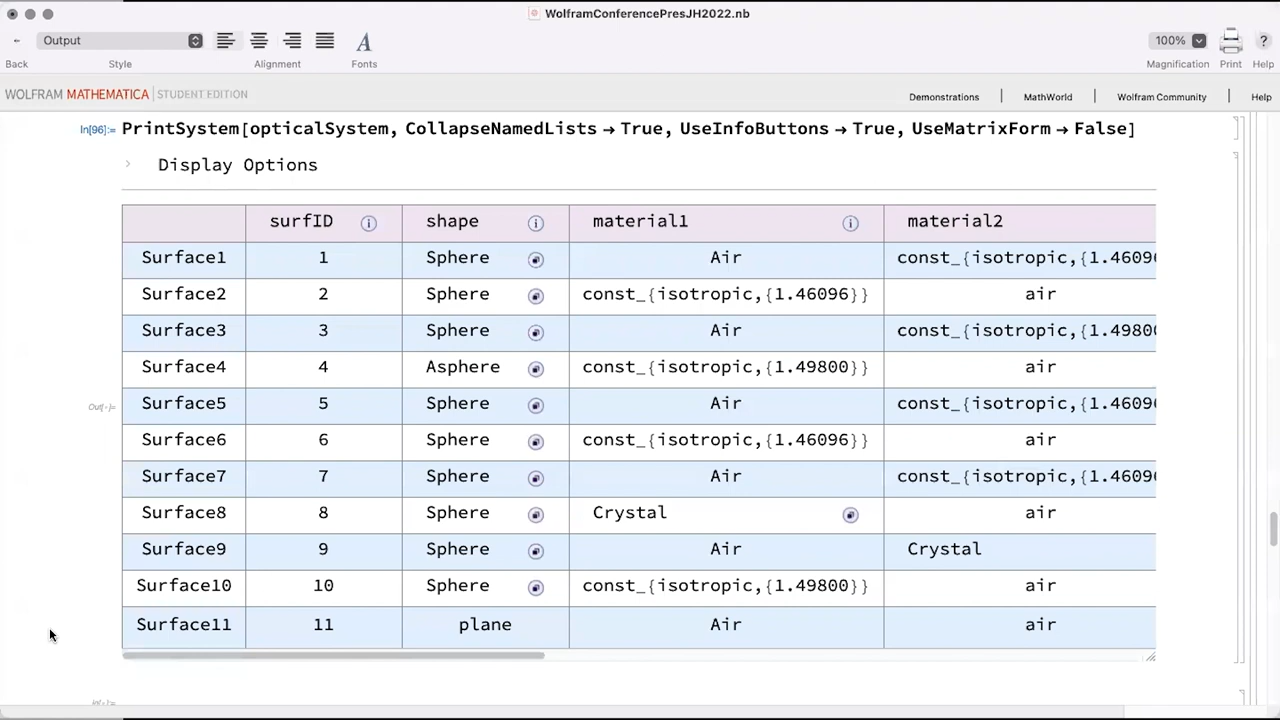 WolframConferencePresJH2022.nb
Output
100%
Back
Style
Alignment
Fonts
Magnification
Print
Help
WOLFRAM MATHEMATICA | STUDENT EDITION
Demonstrations
MathWorld
Wolfram Community
Help
In[96]:= PrintSystem[opticalSystem, CollapseNamedLists → True, UseInfoButtons → True, UseMatrixForm → False]
Display Options
surfID shape material1 material2
Surface1 1 Sphere Air const_{isotropic,{1.46096
Surface2 2 Sphere const_{isotropic,{1.46096}} air
Surface3 3 Sphere Air const_{isotropic,{1.49800
Surface4 4 Asphere const_{isotropic,{1.49800}} air
Out[-]=
Surface5 5 Sphere Air const_{isotropic,{1.46096
Surface6 6 Sphere const_{isotropic,{1.46096}} air
Surface7 7 Sphere Air const_{isotropic,{1.46096
Surface8 8 Sphere Crystal air
Surface9 9 Sphere Air Crystal
Surface10 10 Sphere const_{isotropic,{1.49800}} air
Surface11 11 plane Air air